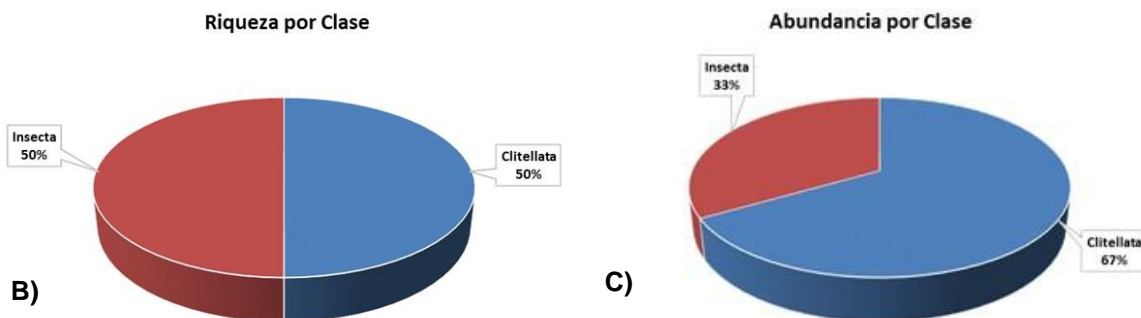 Riqueza por Clase
Insecta
50%
Clitellata
50%
B)
Abundancia por Clase
Insecta
33%
Clitellata
67%
C)